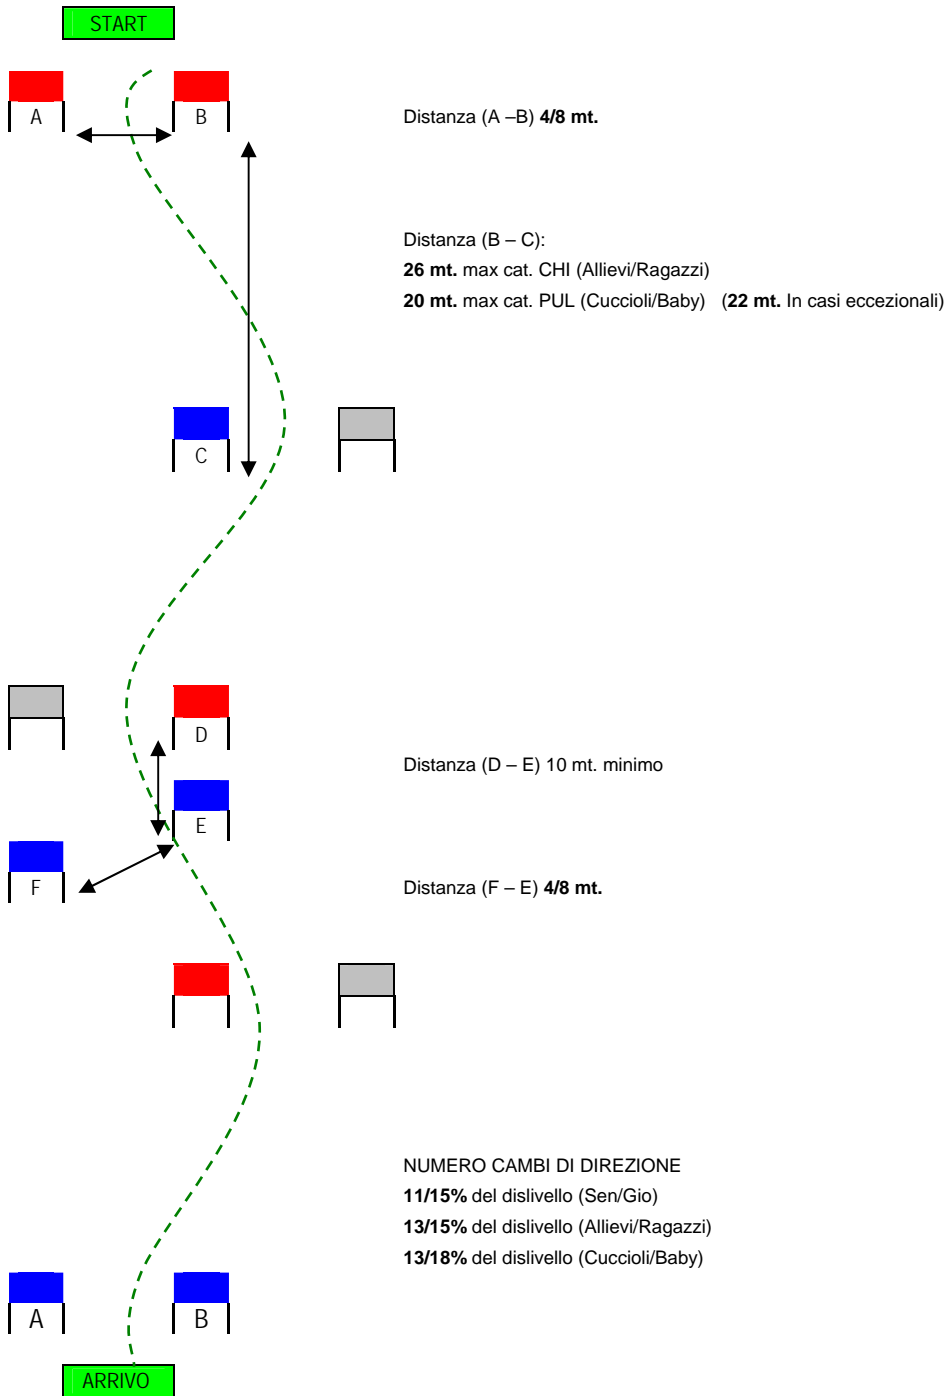 START
A B
Distanza (A –B) 4/8 mt.
Distanza (B – C):
26 mt. max cat. CHI (Allievi/Ragazzi)
20 mt. max cat. PUL (Cuccioli/Baby) (22 mt. In casi eccezionali)
C
D
Distanza (D – E) 10 mt. minimo
E
F
Distanza (F – E) 4/8 mt.
NUMERO CAMBI DI DIREZIONE
11/15% del dislivello (Sen/Gio)
13/15% del dislivello (Allievi/Ragazzi)
13/18% del dislivello (Cuccioli/Baby)
A B
ARRIVO